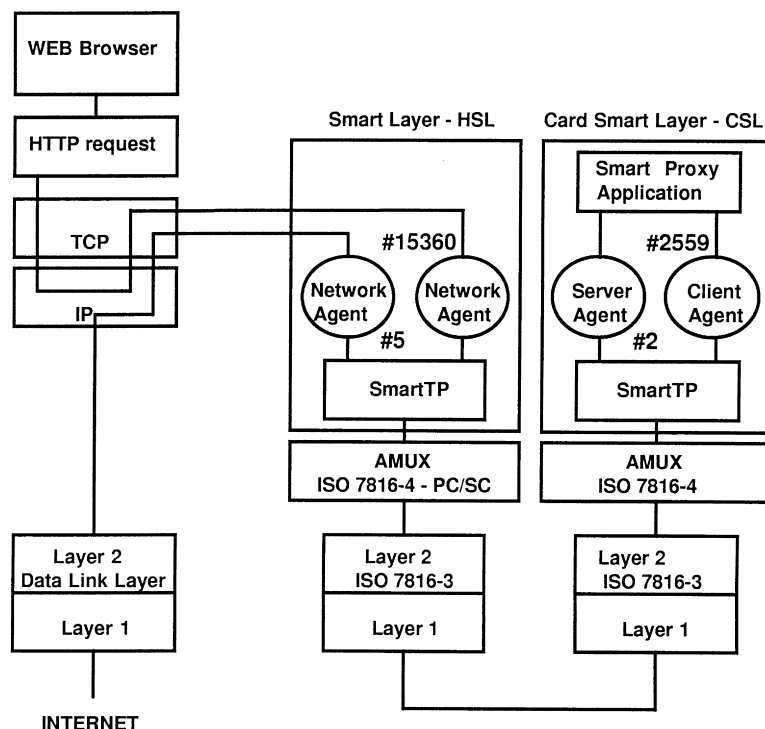 WEB Browser
HTTP request
TCP
IP
Layer 2
Data Link Layer
Layer 1
INTERNET
Smart Layer - HSL
#15360
Network
Agent
Network
Agent
#5
SmartTP
AMUX
ISO 7816-4 - PC/SC
Layer 2
ISO 7816-3
Layer 1
Card Smart Layer - CSL
Smart Proxy
Application
#2559
Server
Agent
Client
Agent
#2
SmartTP
AMUX
ISO 7816-4
Layer 2
ISO 7816-3
Layer 1